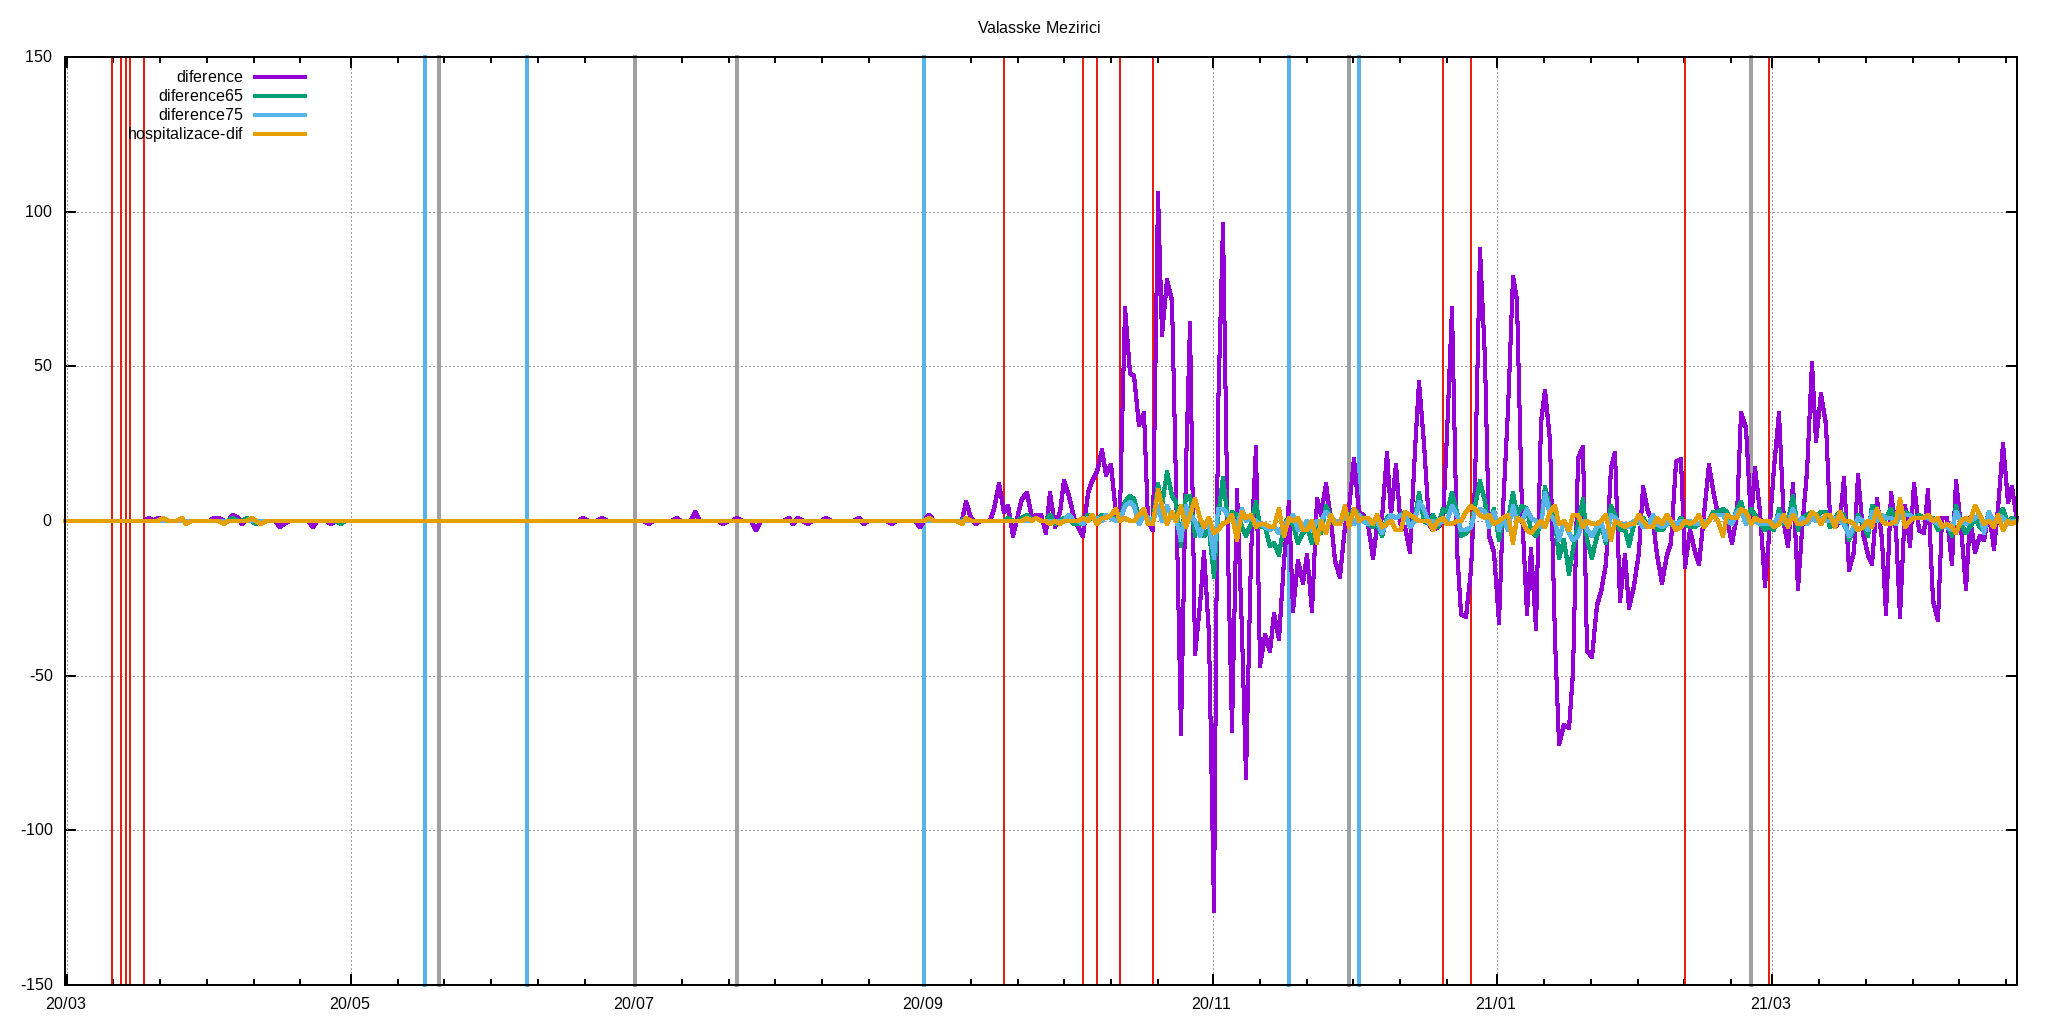 Valasske Mezirici
150
diference
diference65
diference75
hospitalizace-dif
100
50
0
-50
-100
-150
20/03 20/05 20/07 20/09 20/11 21/01 21/03